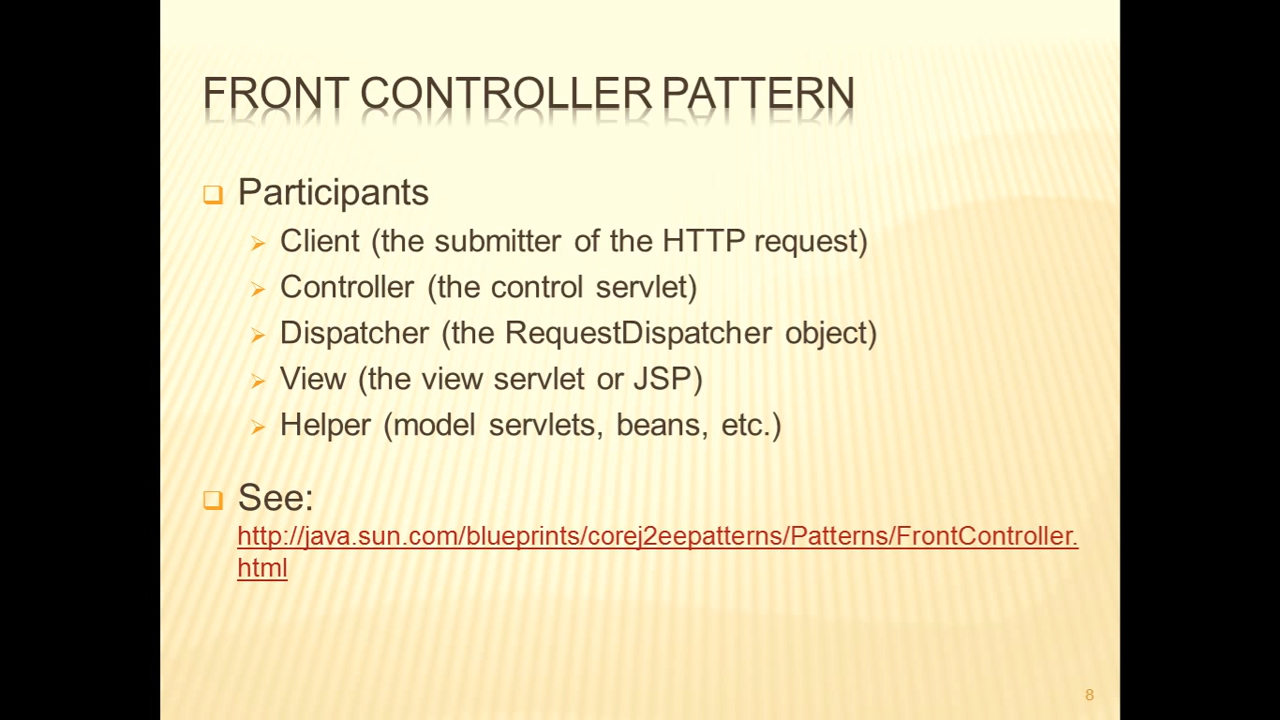 FRONT CONTROLLER PATTERN
Participants
Client (the submitter of the HTTP request)
Controller (the control servlet)
Dispatcher (the RequestDispatcher object)
View (the view servlet or JSP)
Helper (model servlets, beans, etc.)
See:
http://java.sun.com/blueprints/corej2eepatterns/Patterns/FrontController.
html
8